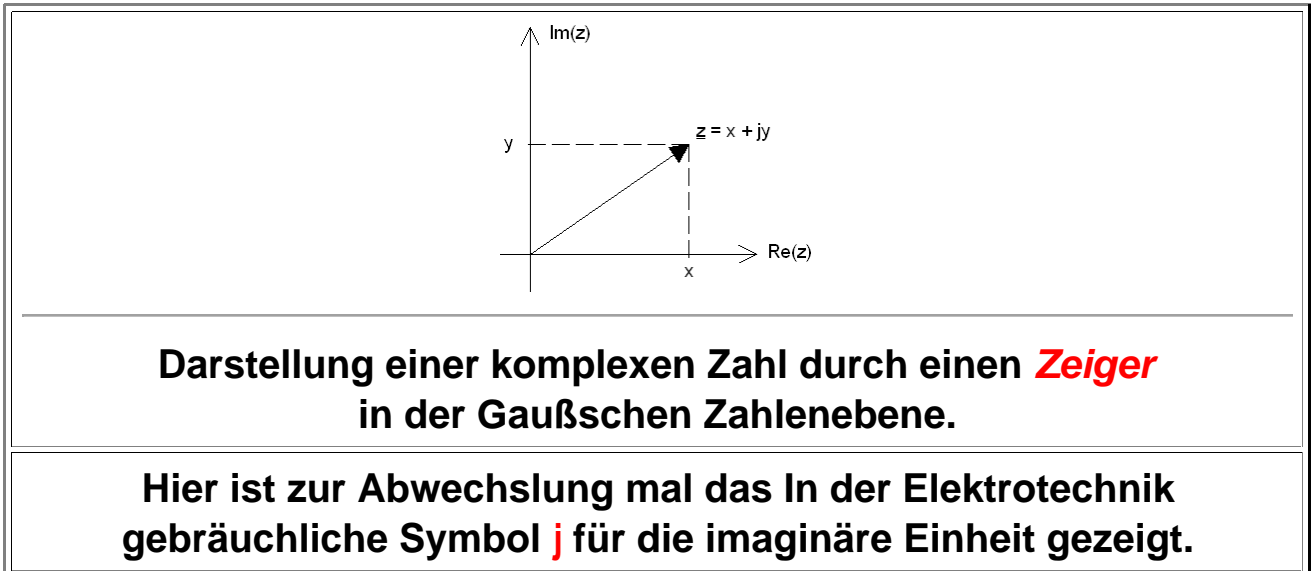 Im(z)
z = x + jy
y
Re(z)
x
Darstellung einer komplexen Zahl durch einen Zeiger
in der Gaußschen Zahlenebene.
Hier ist zur Abwechslung mal das In der Elektrotechnik
gebräuchliche Symbol j für die imaginäre Einheit gezeigt.